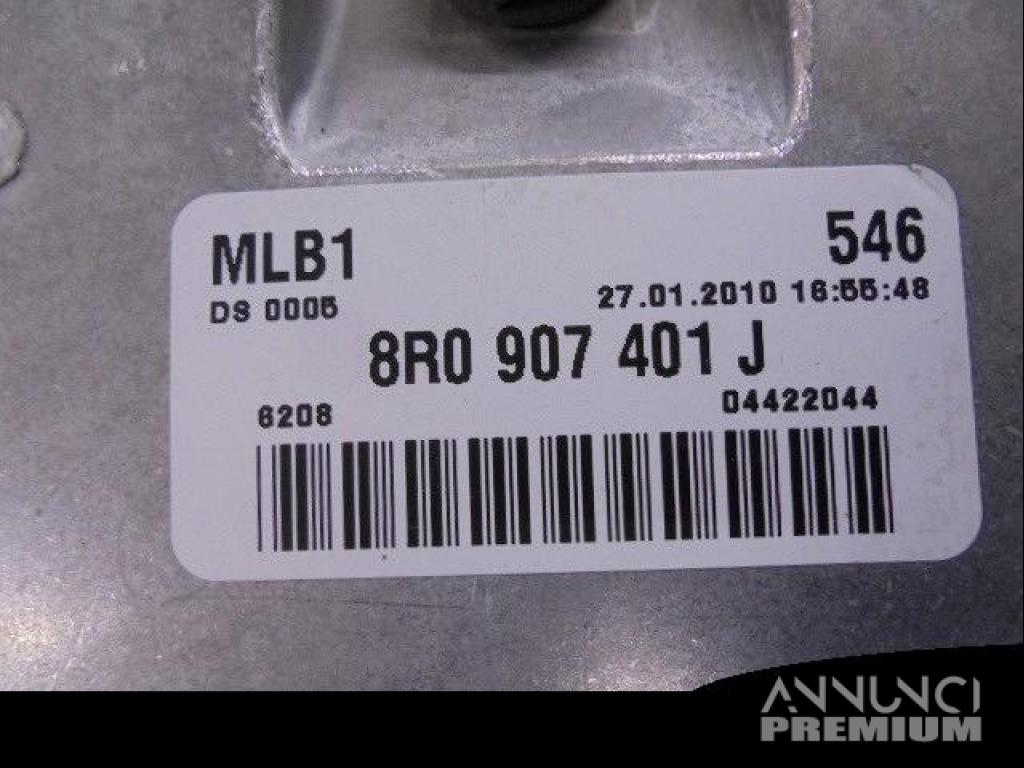 MLB1 546
DS 0005 27.01.2010 16:55:48
8R0 907 401 J
6208 04422044
ANNUNCI
PREMIUM